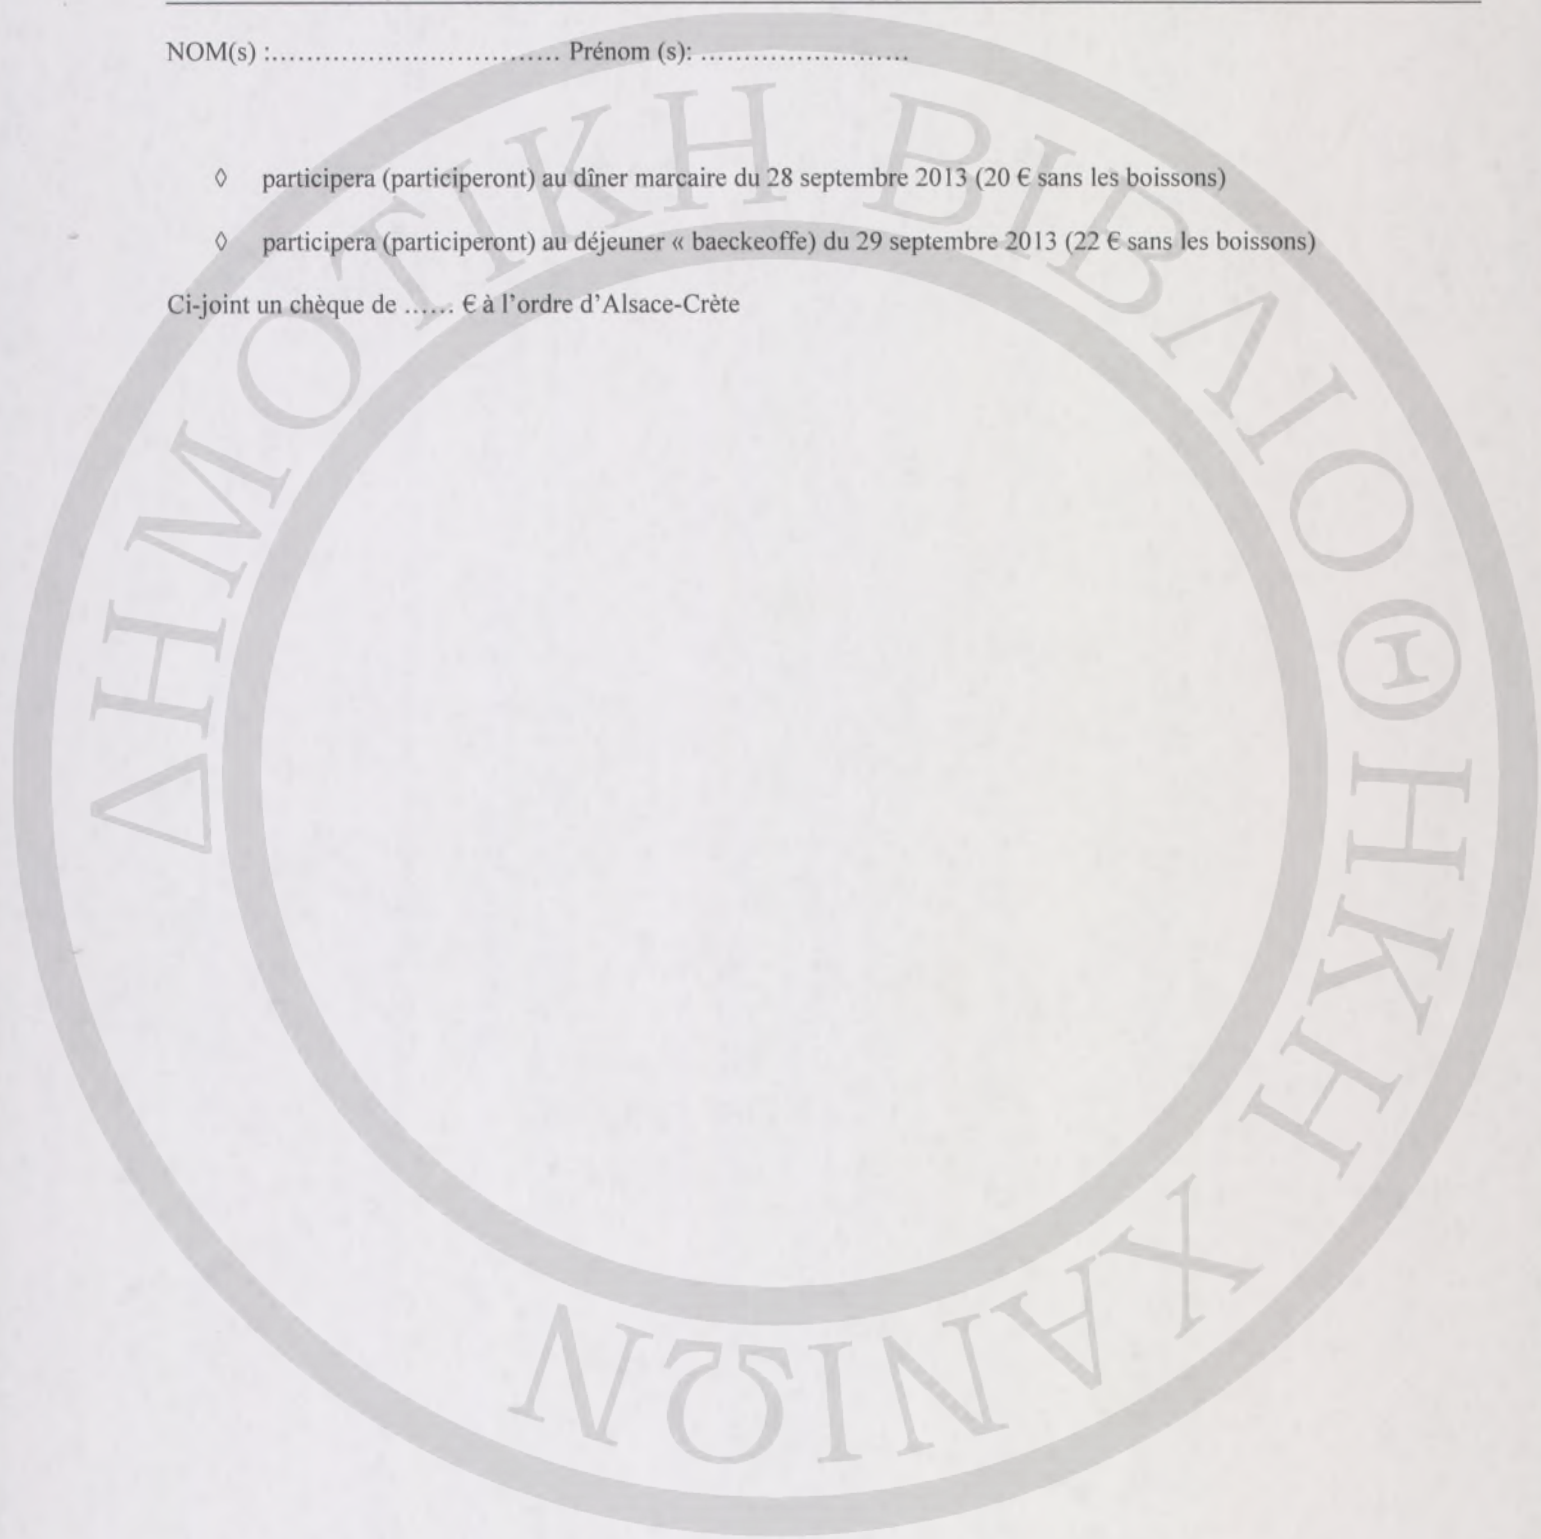 NOM(s) :.................................. Prénom (s): .........................
◊ participera (participeront) au dîner marcaire du 28 septembre 2013 (20 € sans les boissons)
◊ participera (participeront) au déjeuner « baeckeoffe) du 29 septembre 2013 (22 € sans les boissons)
Ci-joint un chèque de …… € à l’ordre d’Alsace-Crète
ΔΗΜΟΤΙΚΗ ΒΙΒΛΙΟΘΗΚΗ ΧΑΝΙΩΝ